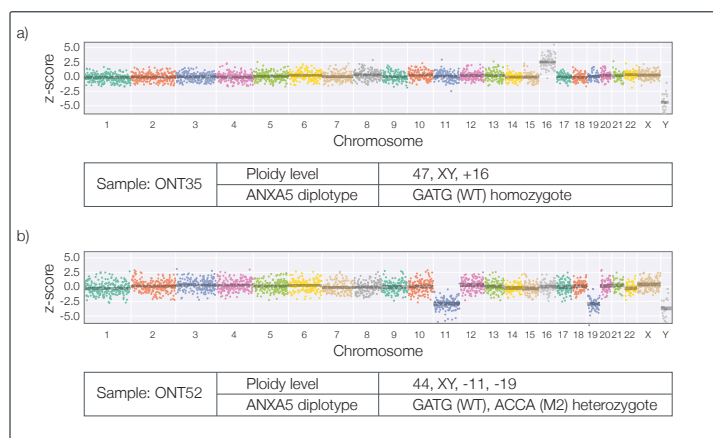 a)
5.0
2.5
0.0
-2.5
-5.0
z-score
1 2 3 4 5 6 7 8 9 10 11 12 13 14 15 16 17 18 19 20 21 22 X Y
Chromosome
Sample: ONT35
Ploidy level 47, XY, +16
ANXA5 diplotype GATG (WT) homozygote
b)
5.0
2.5
0.0
-2.5
-5.0
z-score
1 2 3 4 5 6 7 8 9 10 11 12 13 14 15 16 17 18 19 20 21 22 X Y
Chromosome
Sample: ONT52
Ploidy level 44, XY, -11, -19
ANXA5 diplotype GATG (WT), ACCA (M2) heterozygote